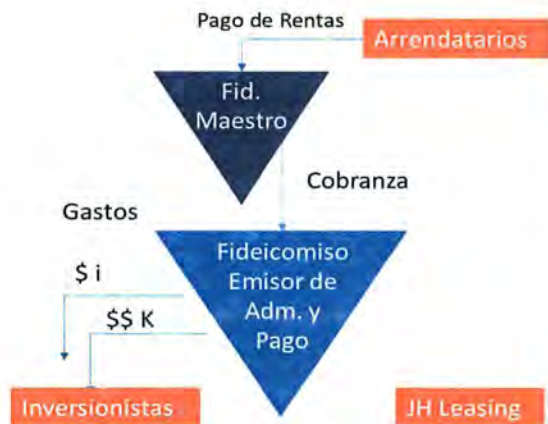 Pago de Rentas
Arrendatarios
Fid.
Maestro
Cobranza
Gastos
Fideicomiso
Emisor de
Adm. y
Pago
$ i
$$ K
Inversionistas
JH Leasing